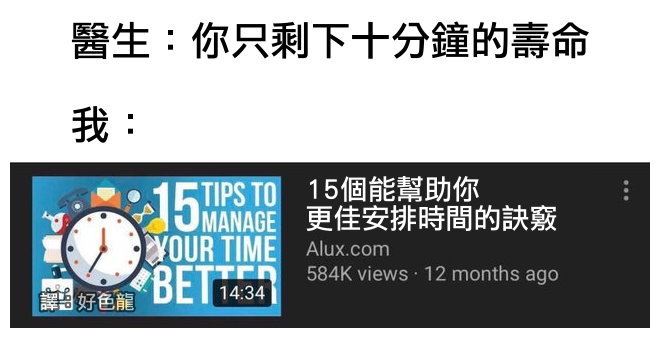 醫生：你只剩下十分鐘的壽命
我：
15 TIPS TO
MANAGE
YOUR TIME
BETTER
14:34
譯 好色龍
15個能幫助你
更佳安排時間的訣竅
Alux.com
584K views · 12 months ago